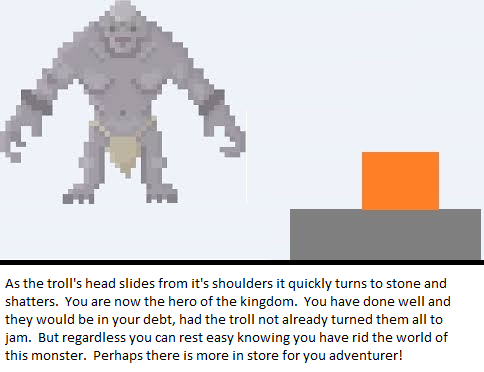 As the troll's head slides from it's shoulders it quickly turns to stone and
shatters.  You are now the hero of the kingdom.  You have done well and
they would be in your debt, had the troll not already turned them all to
jam.  But regardless you can rest easy knowing you have rid the world of
this monster.  Perhaps there is more in store for you adventurer!